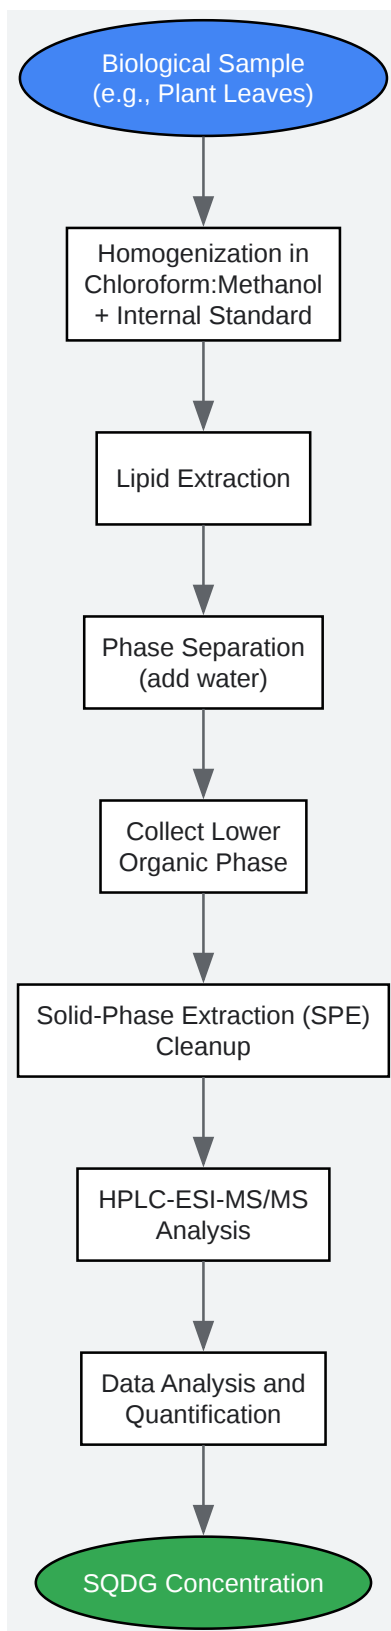 Biological Sample
(e.g., Plant Leaves)
Homogenization in
Chloroform:Methanol
+ Internal Standard
Lipid Extraction
Phase Separation
(add water)
Collect Lower
Organic Phase
Solid-Phase Extraction (SPE)
Cleanup
HPLC-ESI-MS/MS
Analysis
Data Analysis and
Quantification
SQDG Concentration